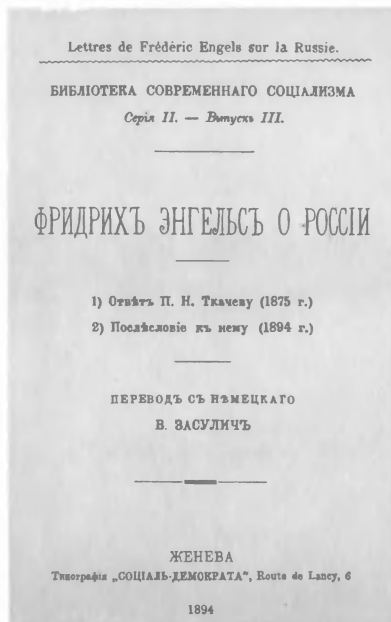 Lettres de Frédéric Engels sur la Russie.
БИБЛІОТЕКА СОВРЕМЕННАГО СОЦІАЛИЗМА
Серія II. — Выпускъ III.
ФРИДРИХЪ ЭНГЕЛЬСЪ О РОССІИ
1) Отвѣтъ П. Н. Ткачеву (1875 г.)
2) Послѣсловіе къ нему (1894 г.)
ПЕРЕВОДЪ СЪ НѢМЕЦКАГО
В. ЗАСУЛИЧЪ
ЖЕНЕВА
Типографія „СОЦІАЛЬ-ДЕМОКРАТА", Route de Lancy, 6
1894